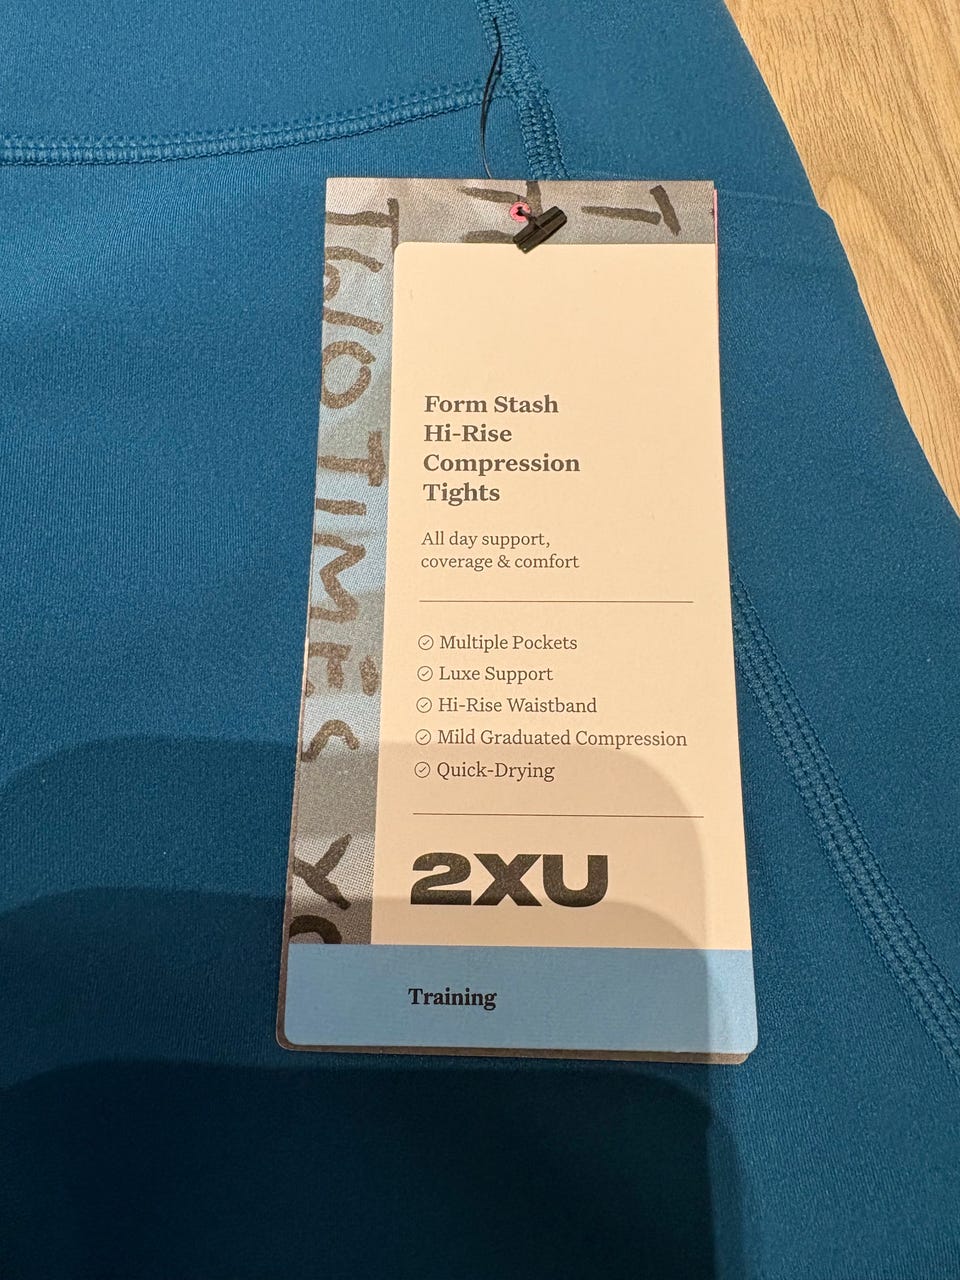 Form Stash
Hi-Rise
Compression
Tights
All day support,
coverage & comfort
Multiple Pockets
Luxe Support
Hi-Rise Waistband
Mild Graduated Compression
Quick-Drying
2XU
Training
TIMES